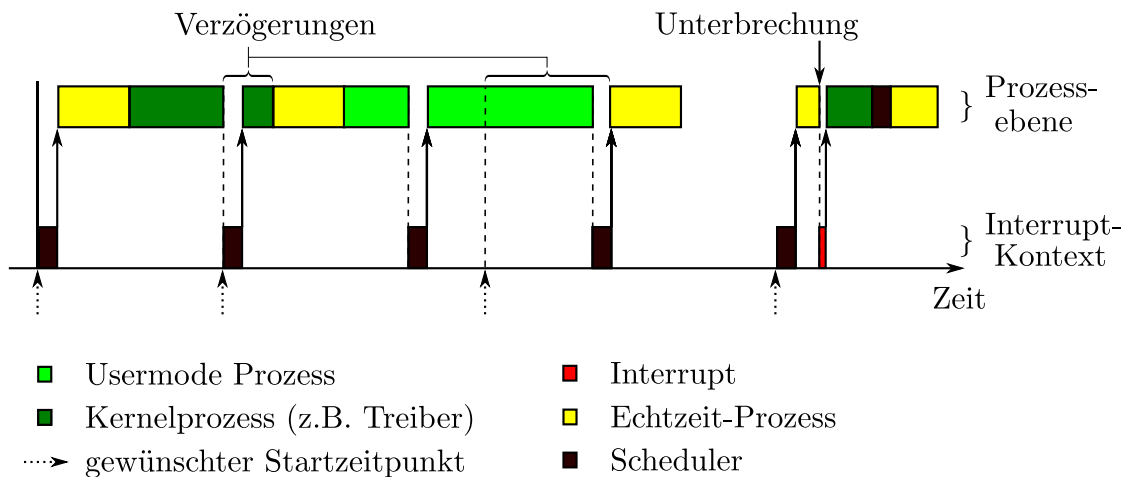 Verzögerungen
Unterbrechung
} Prozess-
ebene
} Interrupt-
Kontext
Zeit
Usermode Prozess
Kernelprozess (z.B. Treiber)
gewünschter Startzeitpunkt
Interrupt
Echtzeit-Prozess
Scheduler